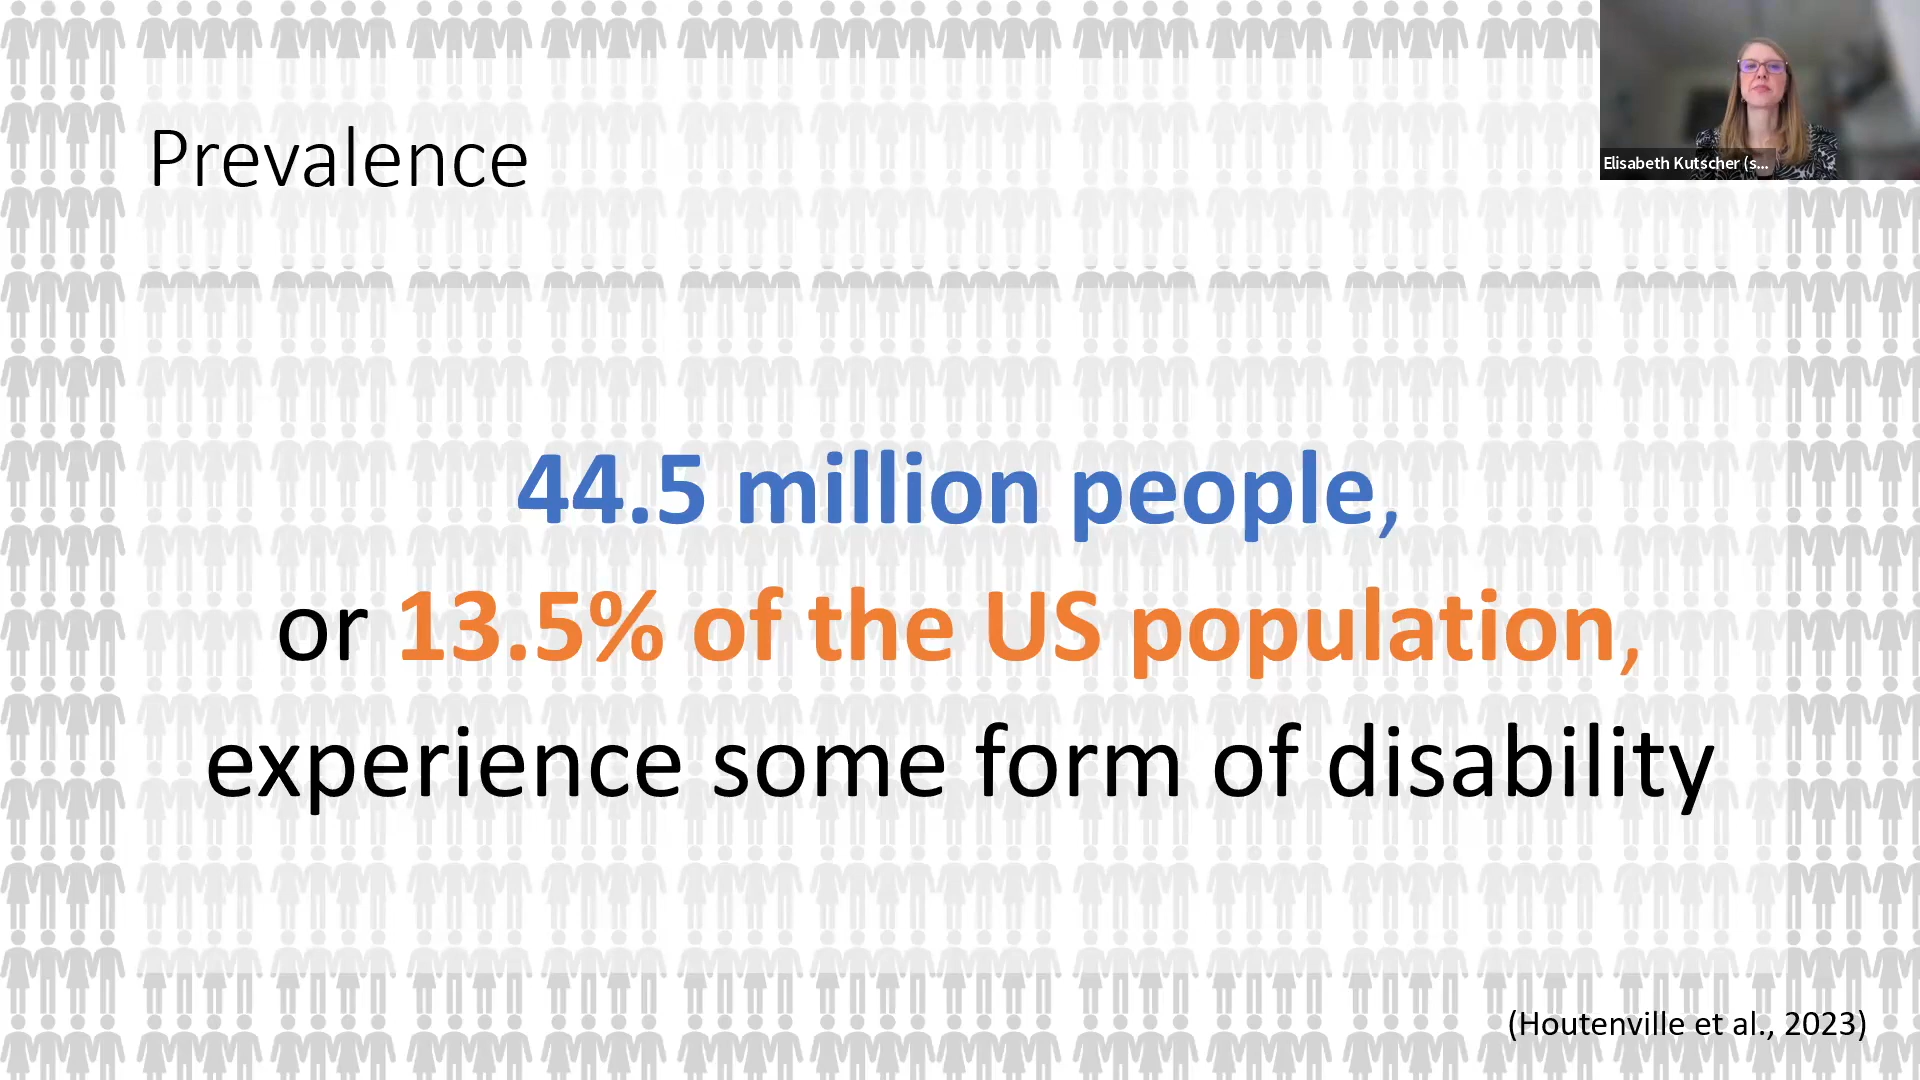 Prevalence
Elisabeth Kutscher (s...
44.5 million people,
or 13.5% of the US population,
experience some form of disability
(Houtenville et al., 2023)